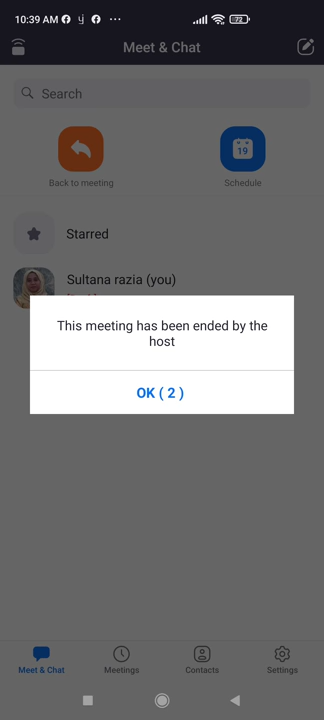 10:39 AM
72
Meet & Chat
Search
19
Back to meeting
Schedule
Starred
Sultana razia (you)
This meeting has been ended by the
host
OK ( 2 )
Meet & Chat
Meetings
Contacts
Settings